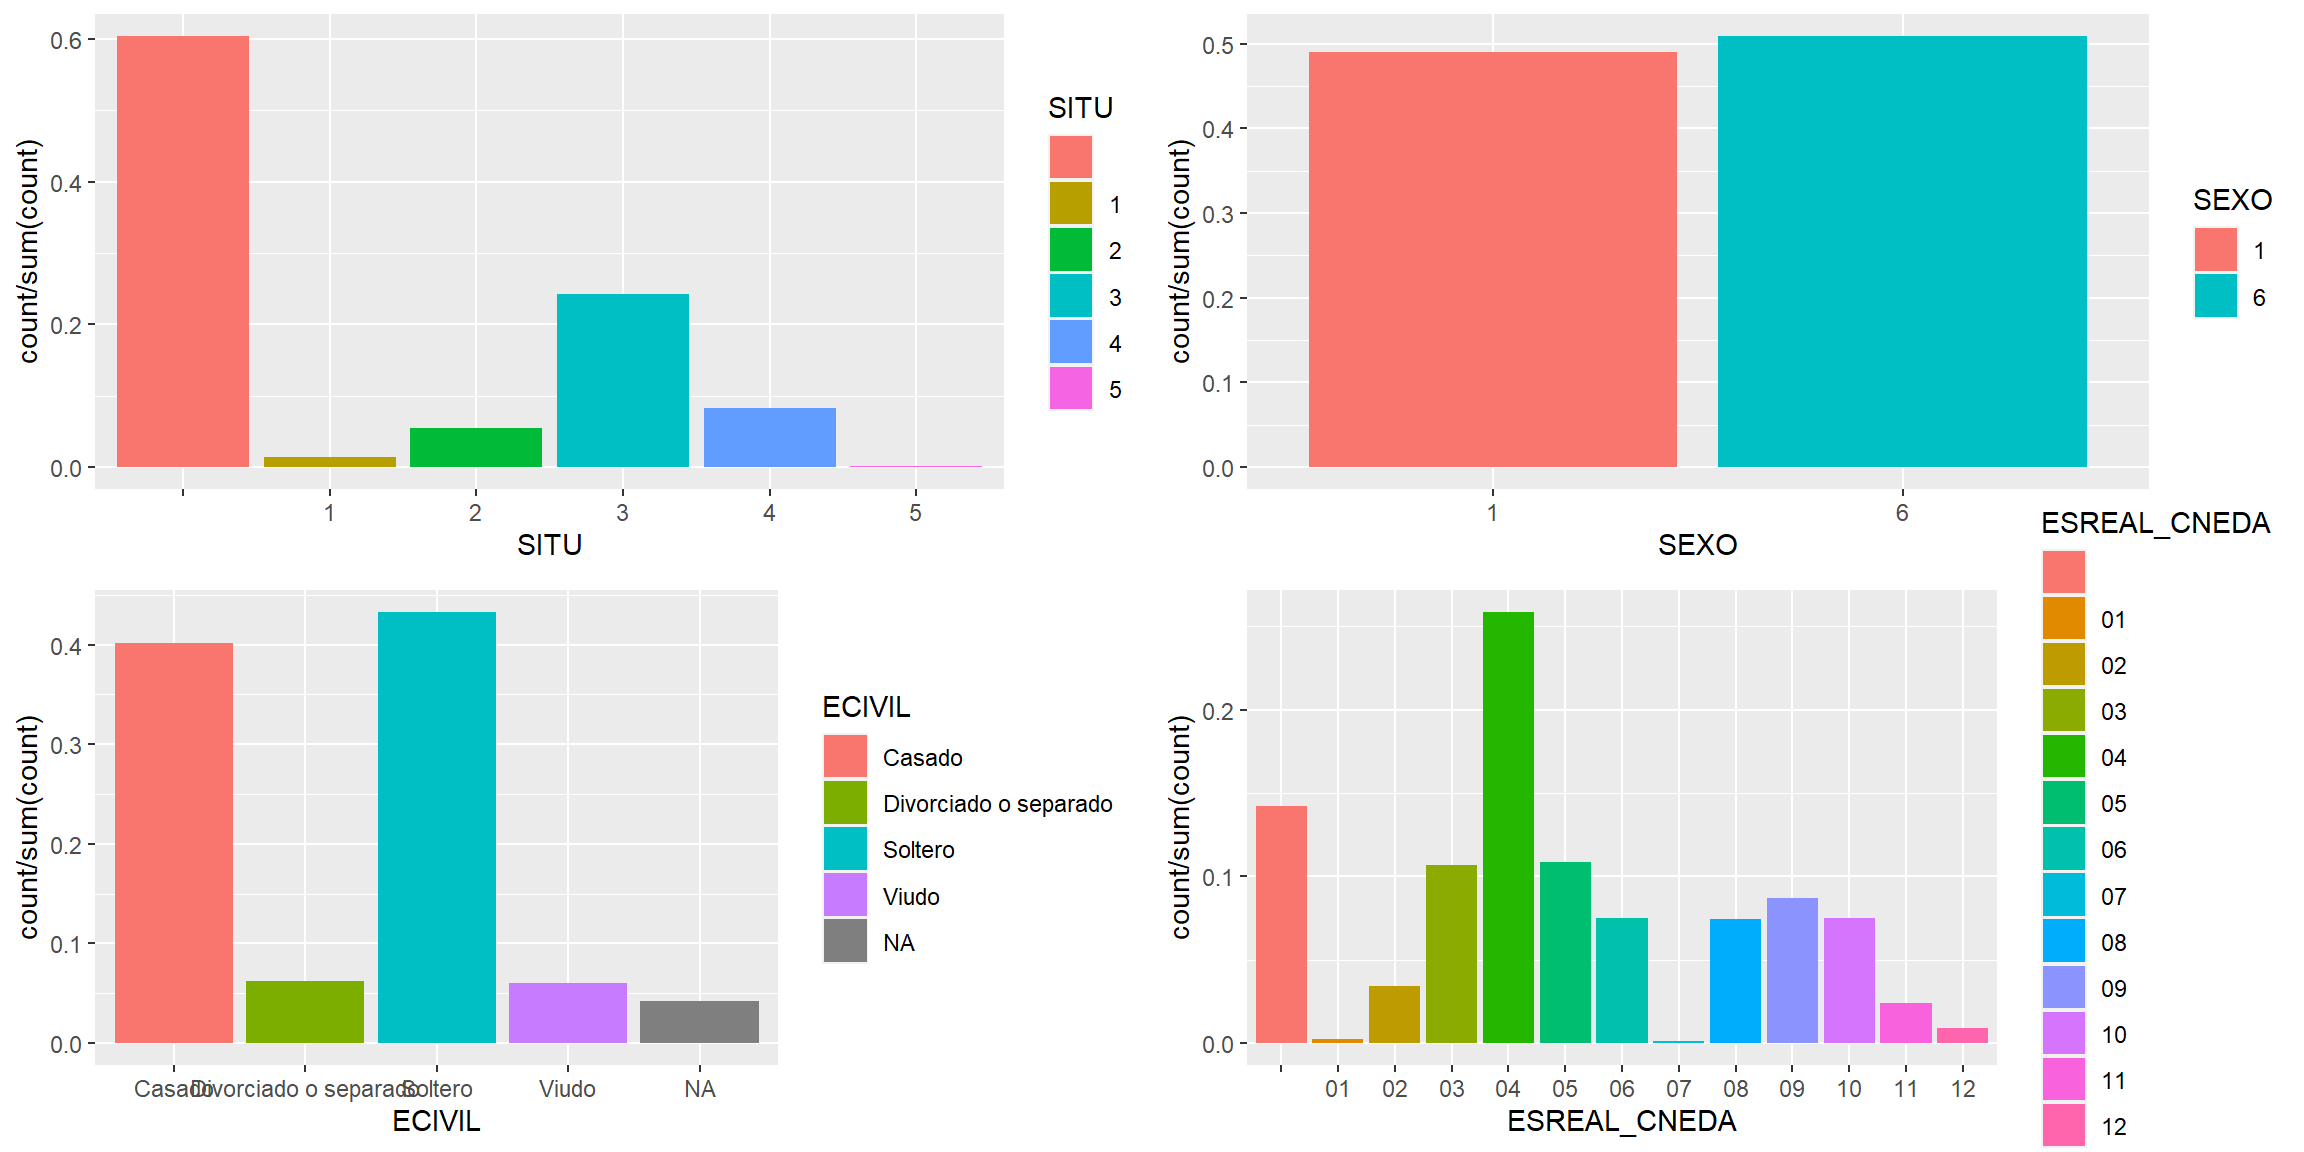 count/sum(count)
0.6
0.4
0.2
0.0
1 2 3 4 5
SITU
SITU
1
2
3
4
5
count/sum(count)
0.5
0.4
0.3
0.2
0.1
0.0
1 6
SEXO
SEXO
1
6
count/sum(count)
0.4
0.3
0.2
0.1
0.0
Casado Divorciado o separado Soltero Viudo NA
ECIVIL
ECIVIL
Casado
Divorciado o separado
Soltero
Viudo
NA
count/sum(count)
0.2
0.1
0.0
01 02 03 04 05 06 07 08 09 10 11 12
ESREAL_CNEDA
ESREAL_CNEDA
01
02
03
04
05
06
07
08
09
10
11
12